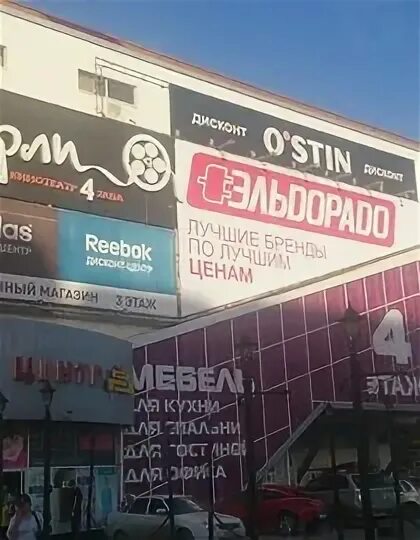 ДИСКОНТ
O'STIN
ДИСКОНТ
РЛИ
КИНОТЕАТР 4 ЗАЛА
ЭЛЬДОРАДО
ЛУЧШИЕ БРЕНДЫ
ПО ЛУЧШИМ
ЦЕНАМ
das
Reebok
ДИСКОНТ-ЦЕНТР
НЫЙ МАГАЗИН 3 ЭТАЖ
ЦЕНТР
МЕБЕЛЬ
ДЛЯ КУХНИ
ДЛЯ СПАЛЬНИ
ДЛЯ ГОСТИНОЙ
ДЛЯ ОФИСА
4
ЭТАЖ